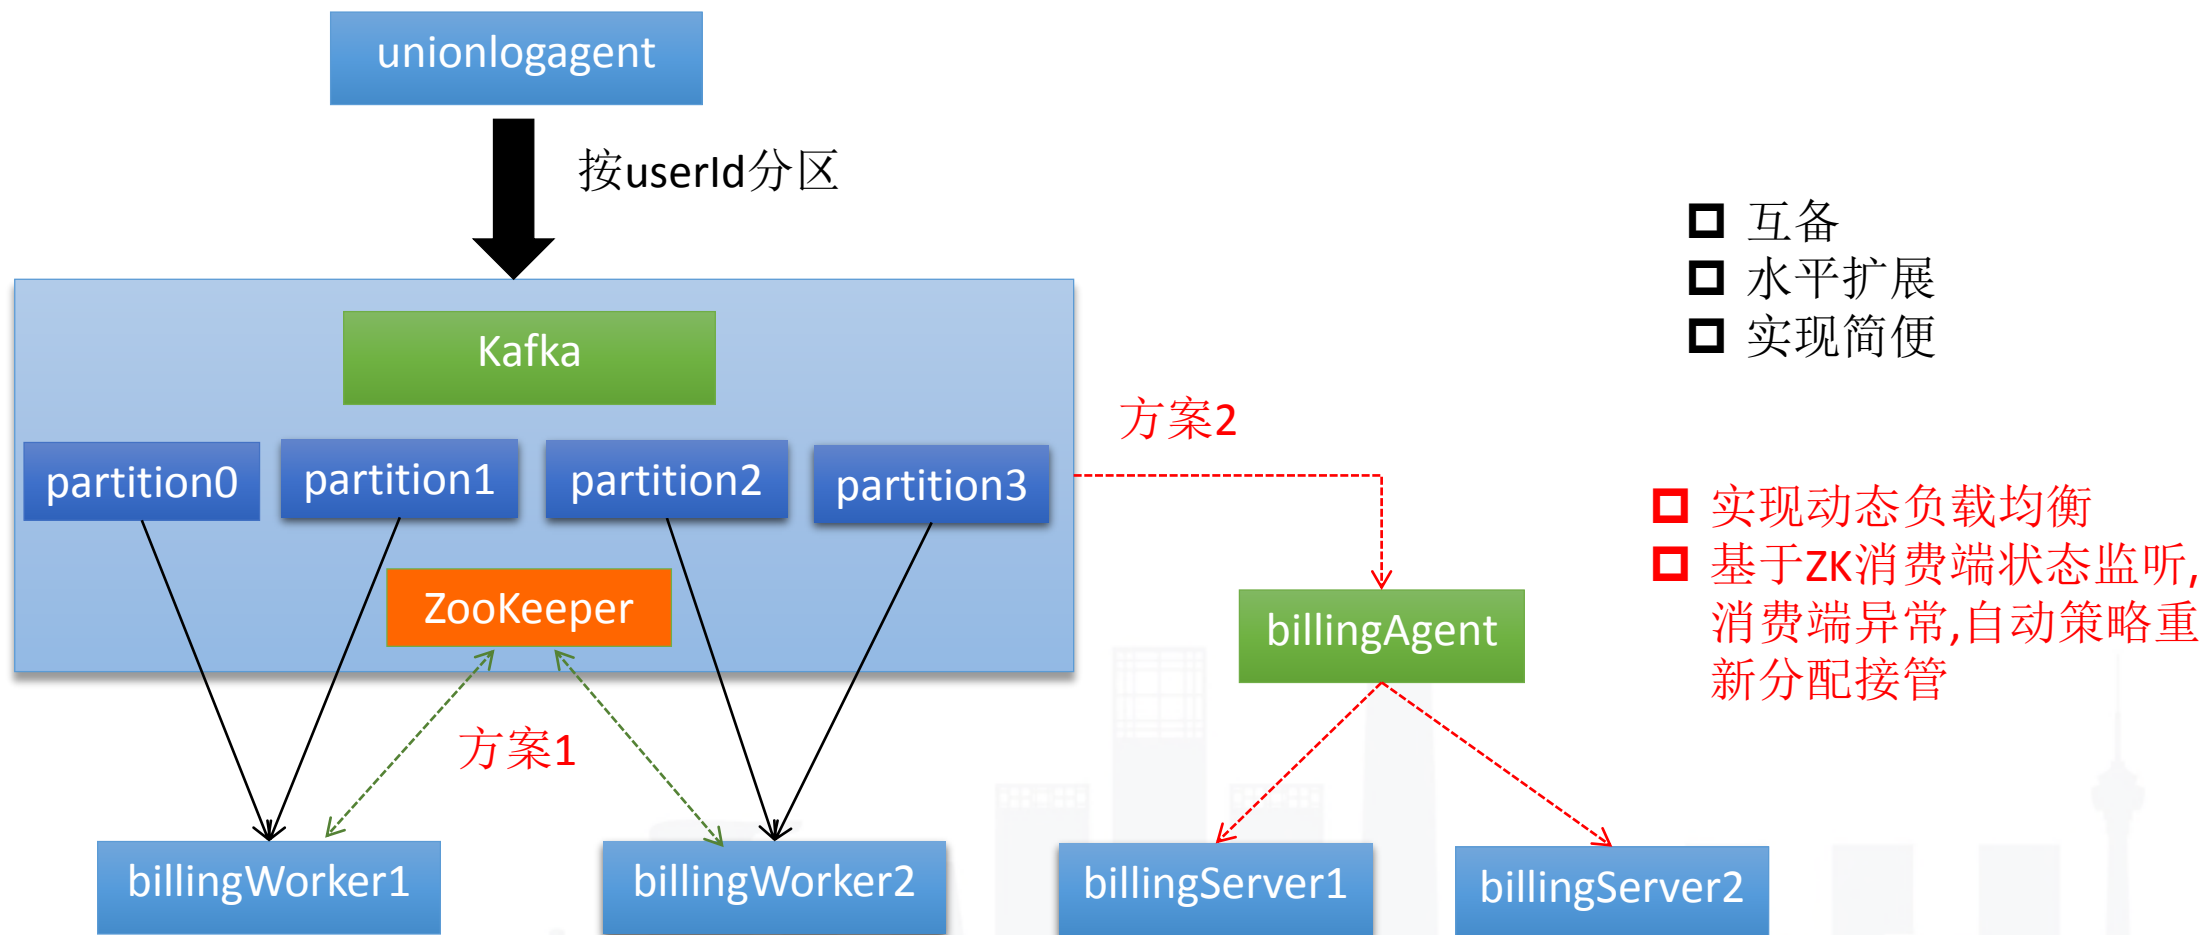 unionlogagent
按userId分区
互备
水平扩展
实现简便
Kafka
方案2
partition0
partition1
partition2
partition3
实现动态负载均衡
基于ZK消费端状态监听,
消费端异常,自动策略重
新分配接管
ZooKeeper
billingAgent
方案1
billingWorker1
billingWorker2
billingServer1
billingServer2